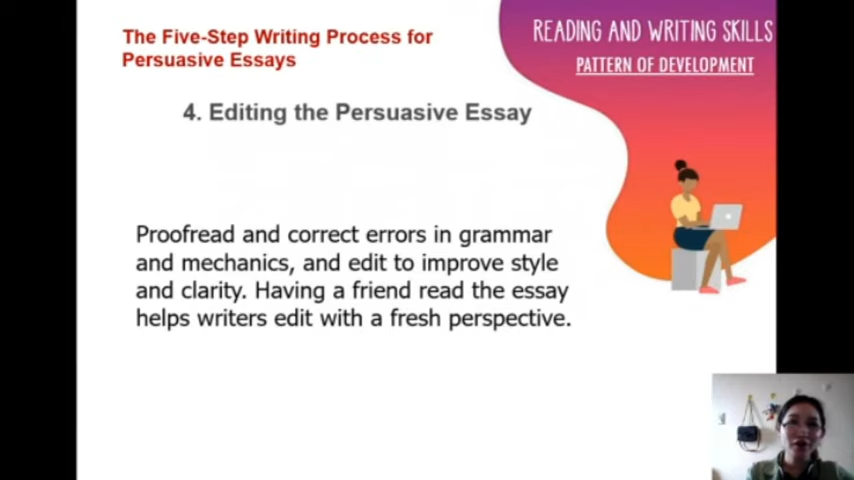 The Five-Step Writing Process for
Persuasive Essays
READING AND WRITING SKILLS
PATTERN OF DEVELOPMENT
4. Editing the Persuasive Essay
Proofread and correct errors in grammar
and mechanics, and edit to improve style
and clarity. Having a friend read the essay
helps writers edit with a fresh perspective.